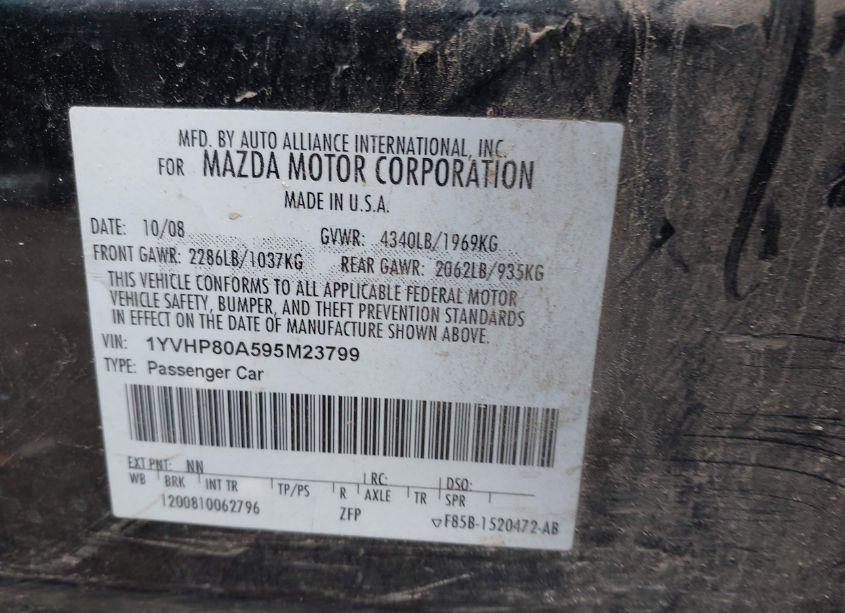 MFD. BY AUTO ALLIANCE INTERNATIONAL, INC.
FOR MAZDA MOTOR CORPORATION
MADE IN U.S.A.
DATE: 10/08 GVWR: 4340LB/1969KG
FRONT GAWR: 2286LB/1037KG REAR GAWR: 2062LB/935KG
THIS VEHICLE CONFORMS TO ALL APPLICABLE FEDERAL MOTOR
VEHICLE SAFETY, BUMPER, AND THEFT PREVENTION STANDARDS
IN EFFECT ON THE DATE OF MANUFACTURE SHOWN ABOVE.
VIN: 1YVHP80A595M23799
TYPE: Passenger Car
EXT PNT: NN RC: DSO:
WB BRK INT TR TP/PS R AXLE TR SPR
1200810062796 ZFP ▽F85B-1520472-AB